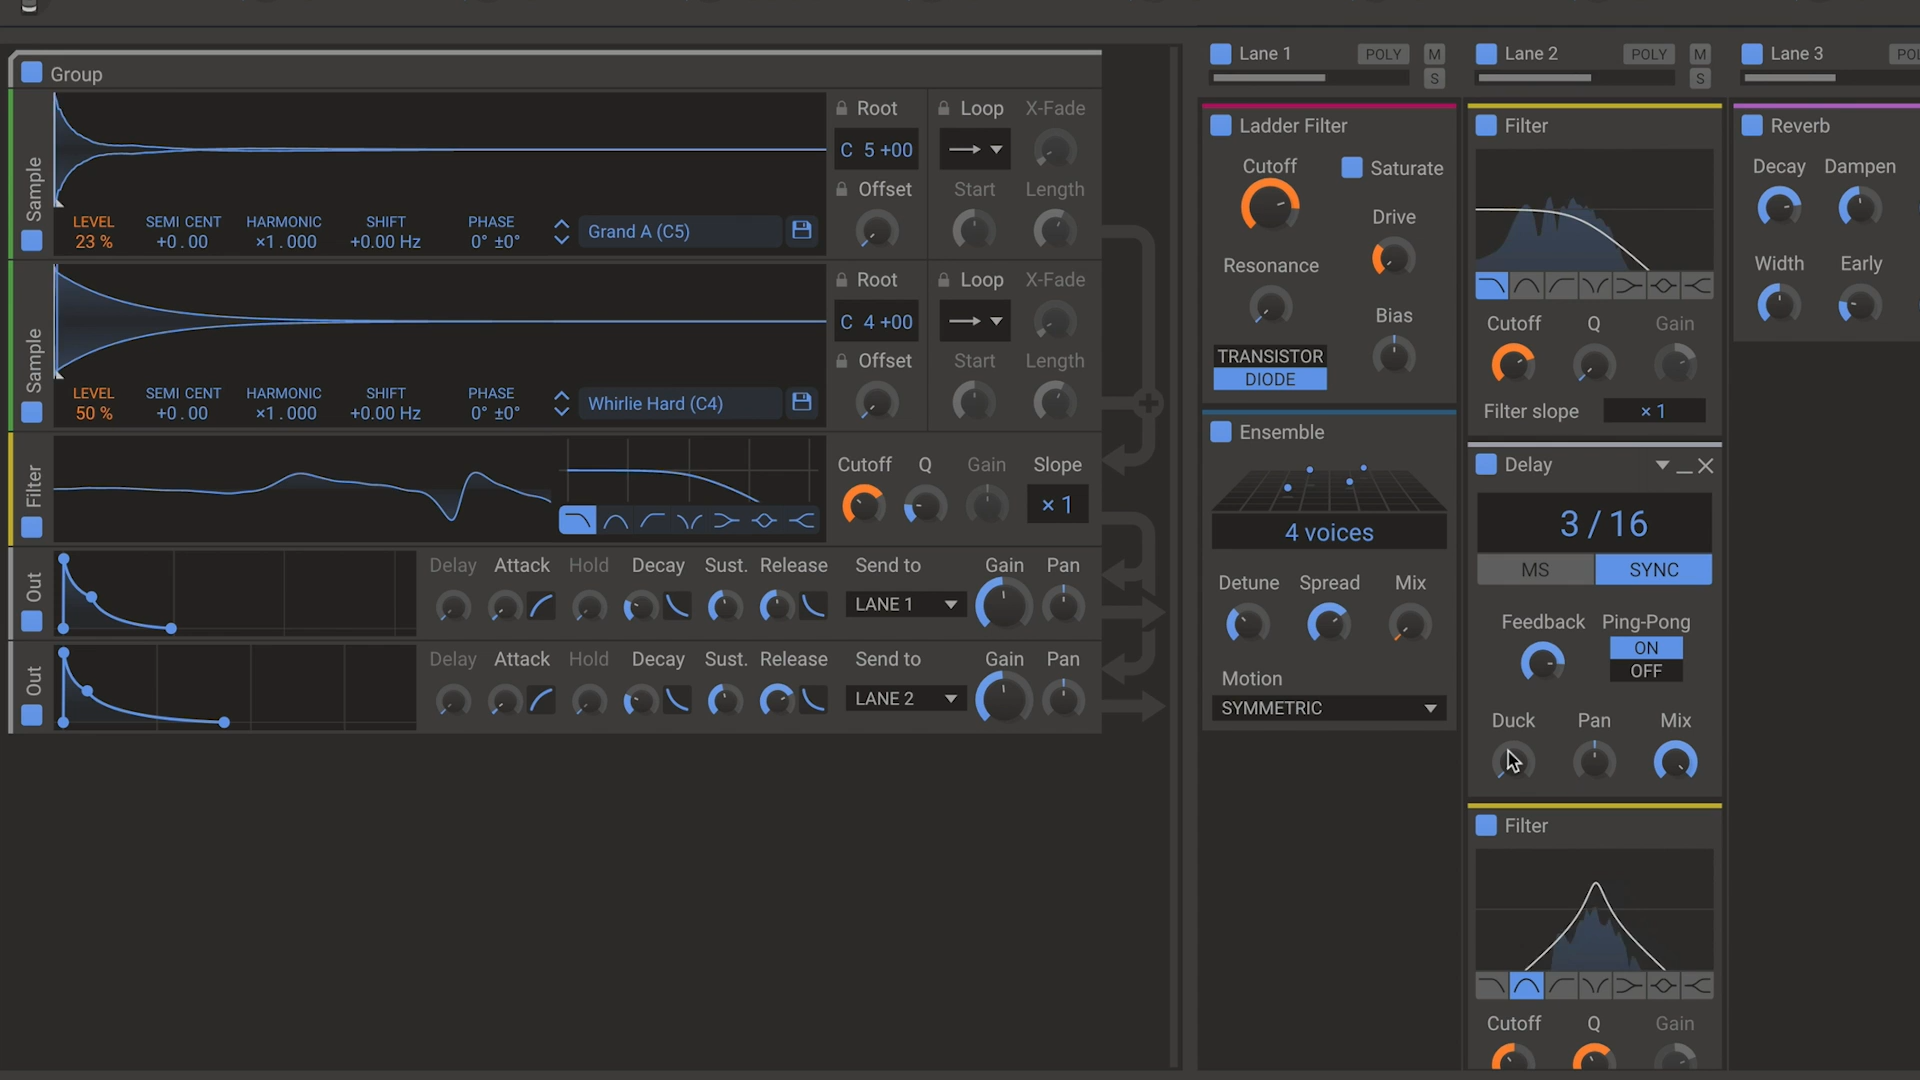 Group
Sample
Root
Loop
X-Fade
C 5 +00
Offset
Start
Length
LEVEL
23 %
SEMI CENT
+0.00
HARMONIC
×1.000
SHIFT
+0.00 Hz
PHASE
0° ±0°
Grand A (C5)
Sample
Root
Loop
X-Fade
C 4 +00
Offset
Start
Length
LEVEL
50 %
SEMI CENT
+0.00
HARMONIC
×1.000
SHIFT
+0.00 Hz
PHASE
0° ±0°
Whirlie Hard (C4)
Filter
Cutoff
Q
Gain
Slope
×1
Out
Delay
Attack
Hold
Decay
Sust.
Release
Send to
LANE 1
Gain
Pan
Out
Delay
Attack
Hold
Decay
Sust.
Release
Send to
LANE 2
Gain
Pan
Lane 1
POLY
M
S
Ladder Filter
Cutoff
Saturate
Drive
Resonance
Bias
TRANSISTOR
DIODE
Ensemble
4 voices
Detune
Spread
Mix
Motion
SYMMETRIC
Lane 2
POLY
M
S
Filter
Cutoff
Q
Gain
Filter slope
×1
Delay
3 / 16
MS
SYNC
Feedback
Ping-Pong
ON
OFF
Duck
Pan
Mix
Filter
Cutoff
Q
Gain
Lane 3
Reverb
Decay
Dampen
Width
Early